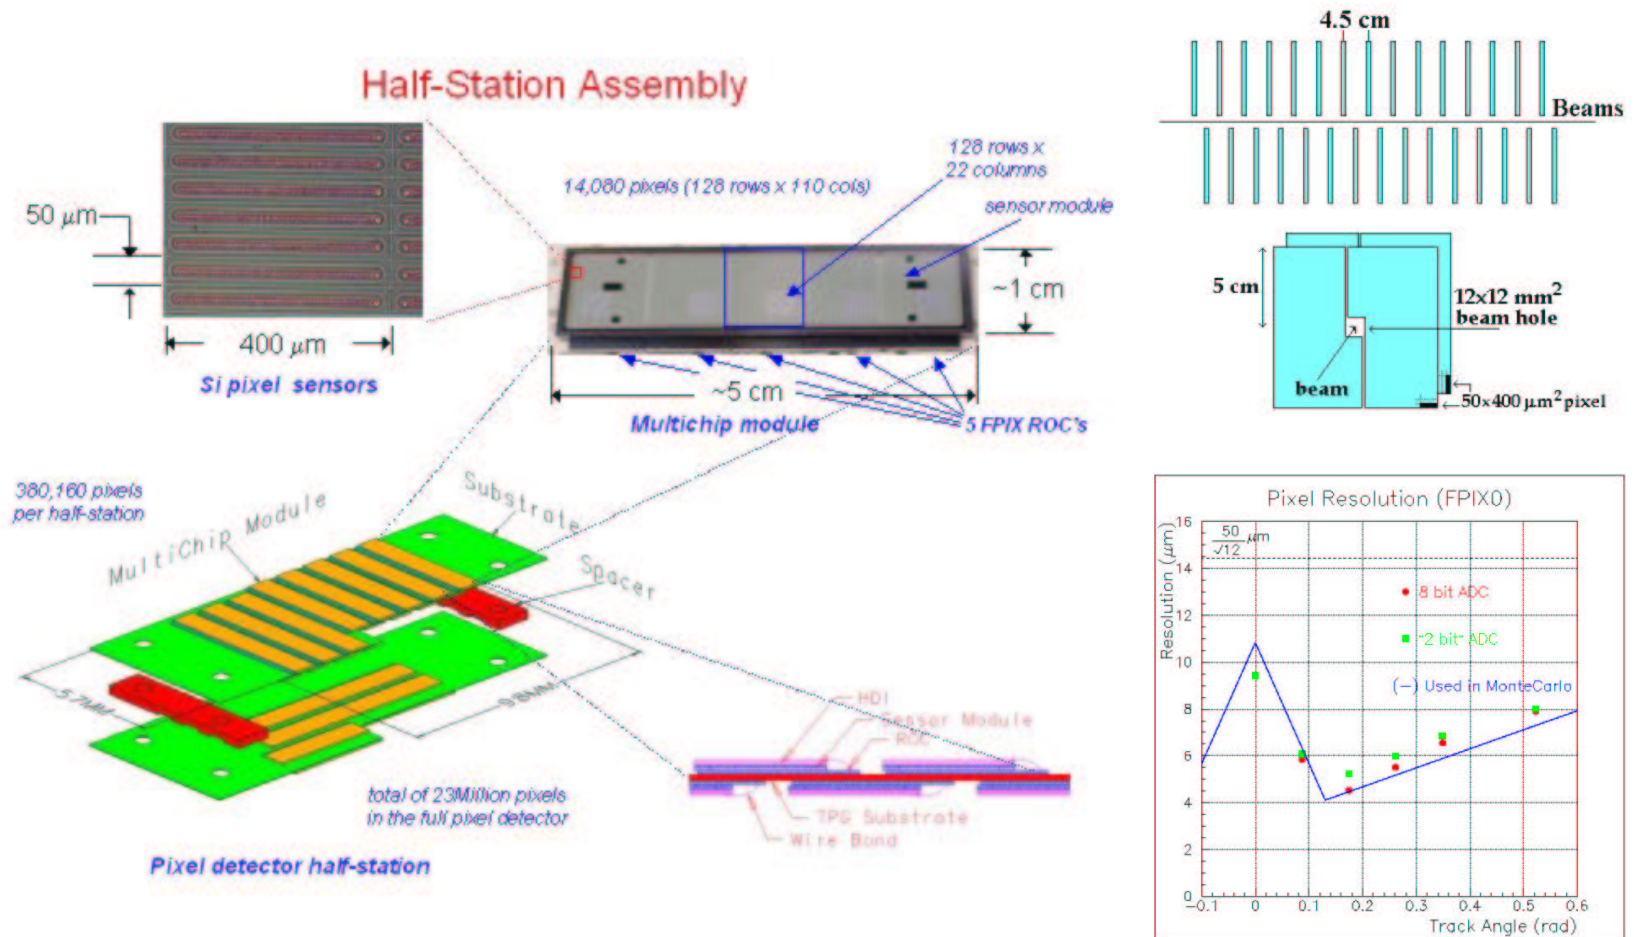 Half-Station Assembly
128 rows x
22 columns
14,080 pixels (128 rows x 110 cols)
sensor module
50 µm
400 µm
Si pixel sensors
~1 cm
~5 cm
Multichip module
5 FPIX ROC's
380,160 pixels
per half-station
MultiChip Module
Substrate
Spacer
57MM
98MM
HDI
Sensor Module
ROC
TPG Substrate
Wire Bond
total of 23Million pixels
in the full pixel detector
Pixel detector half-station
4.5 cm
Beams
5 cm
12x12 mm²
beam hole
beam
50×400 µm² pixel
Pixel Resolution (FPIX0)
Resolution (µm)
16
14
12
10
8
6
4
2
0
50
√12 µm
8 bit ADC
"2 bit" ADC
(—) Used in MonteCarlo
−0.1 0 0.1 0.2 0.3 0.4 0.5 0.6
Track Angle (rad)